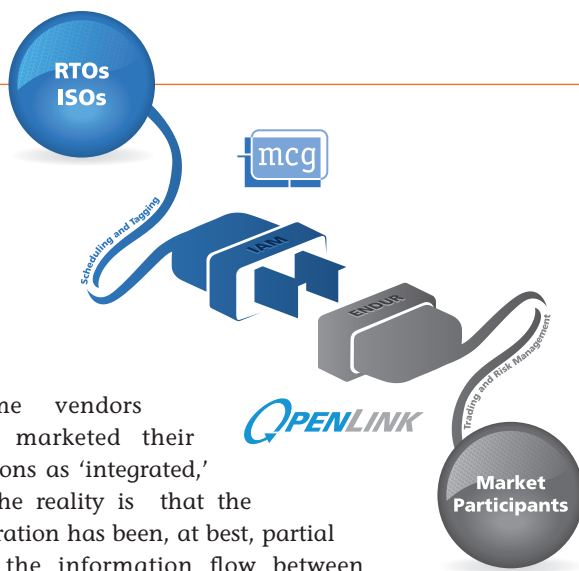 RTOs
ISOs
mcg
Scheduling and Tagging
IAM
ENDUR
Trading and Risk Management
OPENLINK
Market
Participants
vendors
marketed their
ons as ‘integrated,’
he reality is that the
ration has been, at best, partial
the information flow between